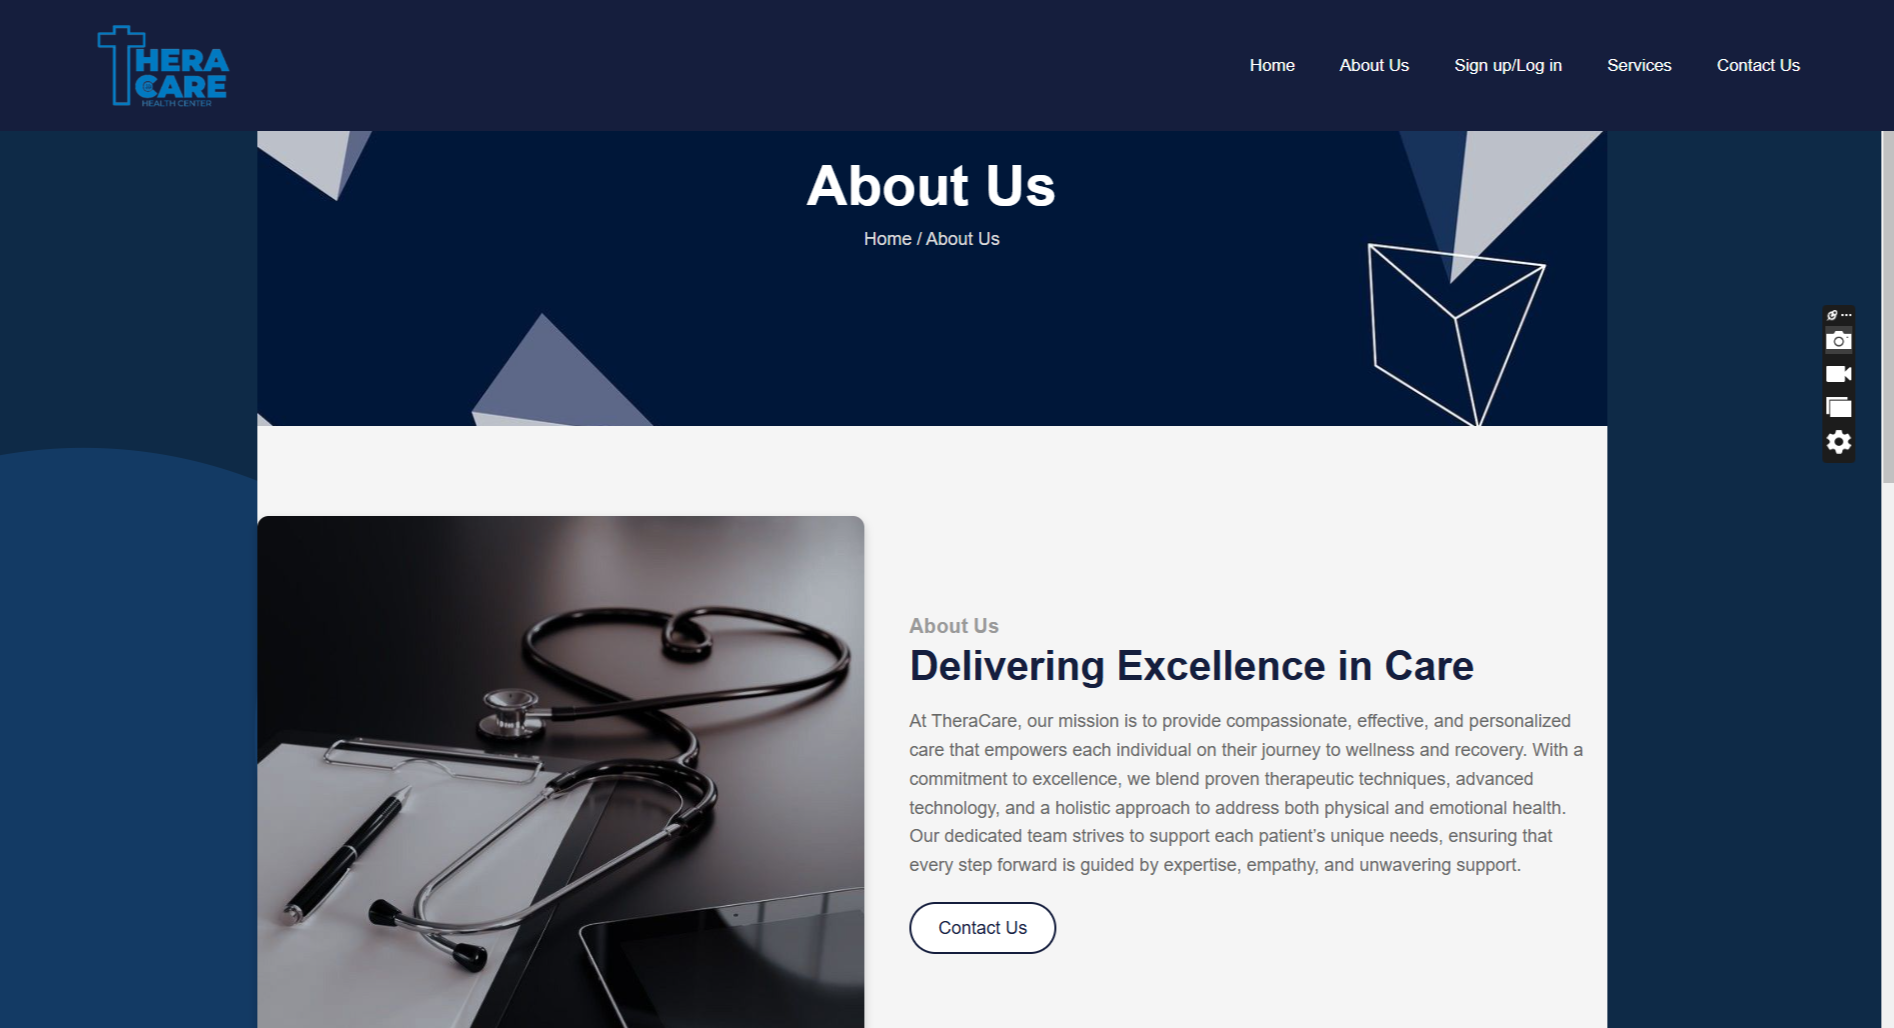 THERA
CARE
HEALTH CENTER
Home
About Us
Sign up/Log in
Services
Contact Us
About Us
Home / About Us
About Us
Delivering Excellence in Care
At TheraCare, our mission is to provide compassionate, effective, and personalized
care that empowers each individual on their journey to wellness and recovery. With a
commitment to excellence, we blend proven therapeutic techniques, advanced
technology, and a holistic approach to address both physical and emotional health.
Our dedicated team strives to support each patient’s unique needs, ensuring that
every step forward is guided by expertise, empathy, and unwavering support.
Contact Us